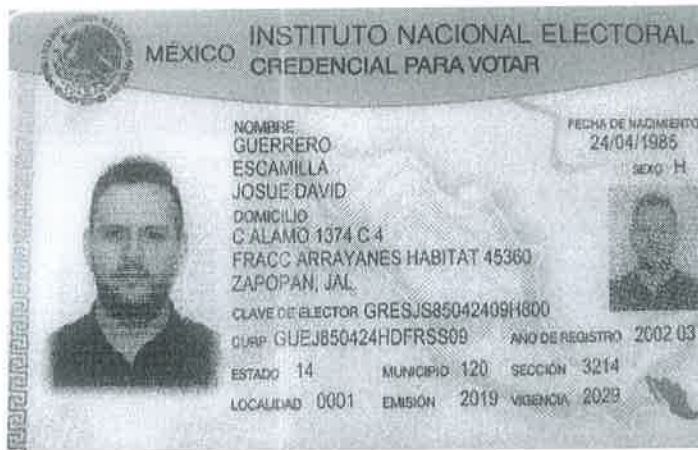 MÉXICO
INSTITUTO NACIONAL ELECTORAL
CREDENCIAL PARA VOTAR
NOMBRE
GUERRERO
ESCAMILLA
JOSUE DAVID
FECHA DE NACIMIENTO
24/04/1985
SEXO H
DOMICILIO
C ALAMO 1374 C 4
FRACC ARRAYANES HABITAT 45360
ZAPOPAN, JAL.
CLAVE DE ELECTOR GRESJS85042409H800
CURP GUEJ850424HDFRSS09 AÑO DE REGISTRO 2002 03
ESTADO 14 MUNICIPIO 120 SECCIÓN 3214
LOCALIDAD 0001 EMISIÓN 2019 VIGENCIA 2029